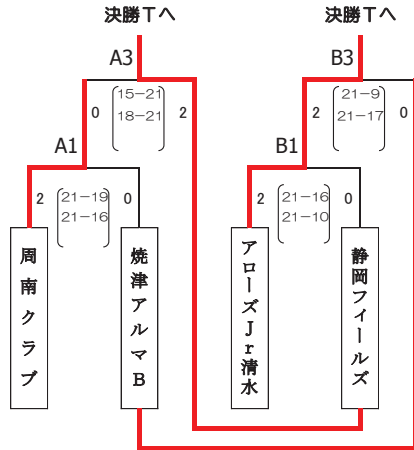 決勝Tへ
決勝Tへ
A3
B3
0
15-21
18-21
2
2
21-9
21-17
0
A1
B1
2
21-19
21-16
0
2
21-16
21-10
0
周南クラブ
焼津アルマB
アローズJr清水
静岡フィールズ